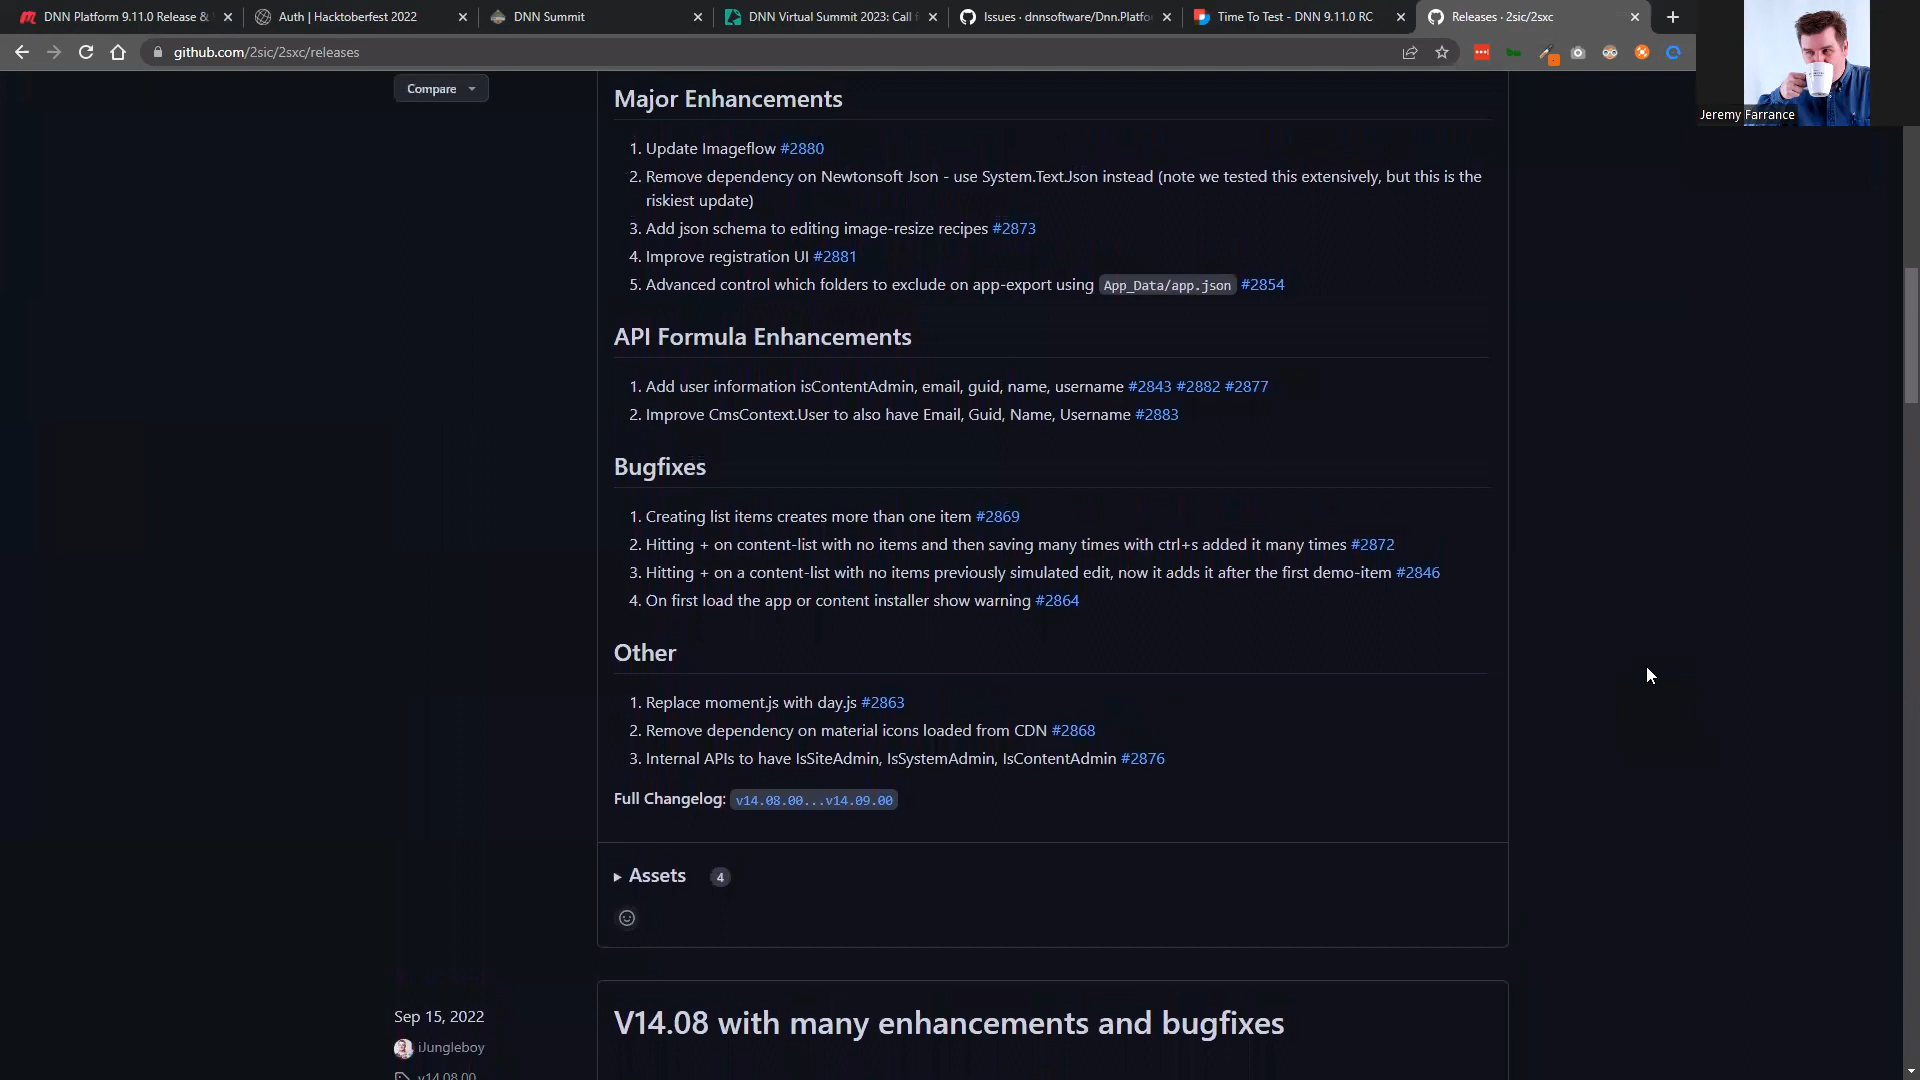 DNN Platform 9.11.0 Release &
Auth | Hacktoberfest 2022
DNN Summit
DNN Virtual Summit 2023: Call f
Issues · dnnsoftware/Dnn.Platfo
Time To Test - DNN 9.11.0 RC
Releases · 2sic/2sxc
github.com/2sic/2sxc/releases
Jeremy Farrance
Compare
Major Enhancements
1. Update Imageflow #2880
2. Remove dependency on Newtonsoft Json - use System.Text.Json instead (note we tested this extensively, but this is the
riskiest update)
3. Add json schema to editing image-resize recipes #2873
4. Improve registration UI #2881
5. Advanced control which folders to exclude on app-export using App_Data/app.json #2854
API Formula Enhancements
1. Add user information isContentAdmin, email, guid, name, username #2843 #2882 #2877
2. Improve CmsContext.User to also have Email, Guid, Name, Username #2883
Bugfixes
1. Creating list items creates more than one item #2869
2. Hitting + on content-list with no items and then saving many times with ctrl+s added it many times #2872
3. Hitting + on a content-list with no items previously simulated edit, now it adds it after the first demo-item #2846
4. On first load the app or content installer show warning #2864
Other
1. Replace moment.js with day.js #2863
2. Remove dependency on material icons loaded from CDN #2868
3. Internal APIs to have IsSiteAdmin, IsSystemAdmin, IsContentAdmin #2876
Full Changelog: v14.08.00...v14.09.00
Assets 4
Sep 15, 2022
iJungleboy
v14.08.00
V14.08 with many enhancements and bugfixes